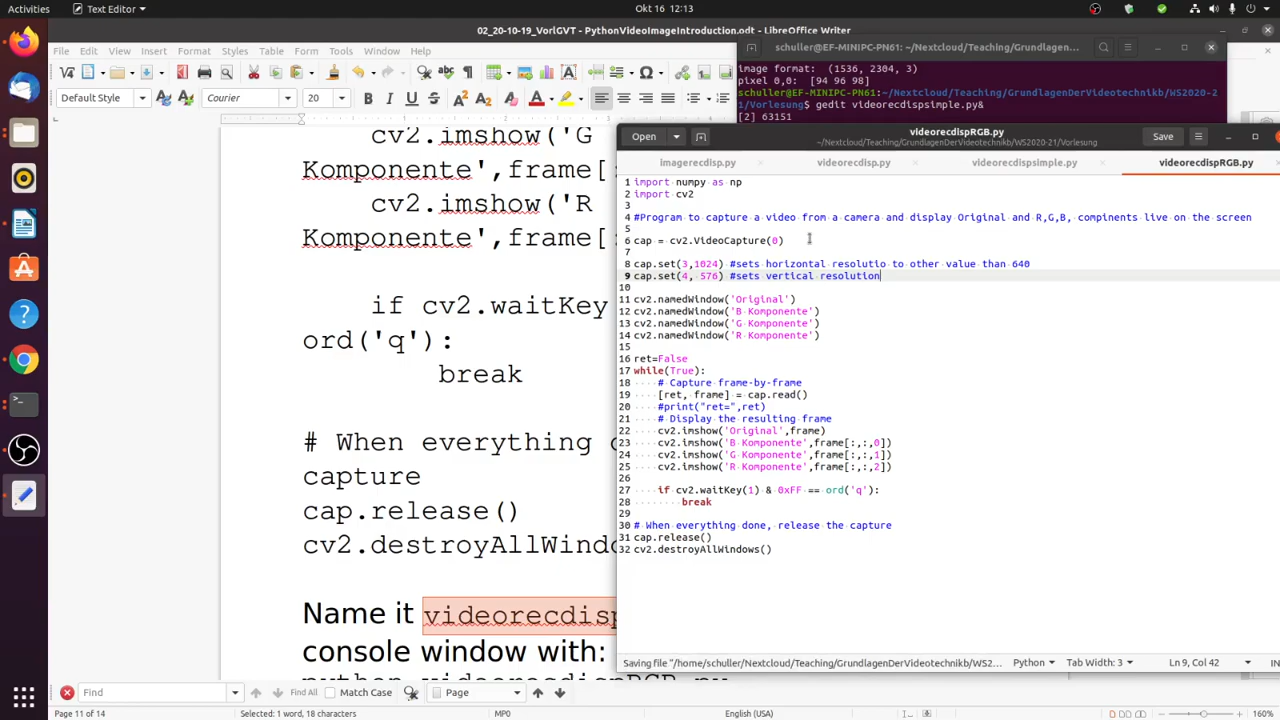 Activities
Text Editor
Okt 16 12:13
02_20-10-19_VorlGVT - PythonVideoImageIntroduction.odt - LibreOffice Writer
File Edit View Insert Format Styles Table Form Tools Window Help
Default Style
Courier
20
cv2.imshow('G
Komponente',frame[:
cv2.imshow('R
Komponente',frame[:
if cv2.waitKey
ord('q'):
break
# When everything
capture
cap.release()
cv2.destroyAllWindo
Name it videorecdisp
console window with:
python videorecdispRGB.py
Find
Find All
Match Case
Page
Page 11 of 14
Selected: 1 word, 18 characters
MP0
English (USA)
160%
schuller@EF-MINIPC-PN61: ~/Nextcloud/Teaching/Grundlagen...
image format: (1536, 2304, 3)
pixel 0,0: [94 96 98]
schuller@EF-MINIPC-PN61:~/Nextcloud/Teaching/GrundlagenDerVideotechnikb/WS2020-2
1/Vorlesung$ gedit videorecdispsimple.py&
[2] 63151
Open
videorecdispRGB.py
~/Nextcloud/Teaching/GrundlagenDerVideotechnikb/WS2020-21/Vorlesung
Save
imagerecdisp.py
videorecdisp.py
videorecdispsimple.py
videorecdispRGB.py
1 import numpy as np
2 import cv2
3
4 #Program to capture a video from a camera and display Original and R,G,B, compinents live on the screen
5
6 cap = cv2.VideoCapture(0)
7
8 cap.set(3,1024) #sets horizontal resolutio to other value than 640
9 cap.set(4, 576) #sets vertical resolution
10
11 cv2.namedWindow('Original')
12 cv2.namedWindow('B Komponente')
13 cv2.namedWindow('G Komponente')
14 cv2.namedWindow('R Komponente')
15
16 ret=False
17 while(True):
18 # Capture frame-by-frame
19 [ret, frame] = cap.read()
20 #print("ret=",ret)
21 # Display the resulting frame
22 cv2.imshow('Original',frame)
23 cv2.imshow('B Komponente',frame[:,:,0])
24 cv2.imshow('G Komponente',frame[:,:,1])
25 cv2.imshow('R Komponente',frame[:,:,2])
26
27 if cv2.waitKey(1) & 0xFF == ord('q'):
28 break
29
30 # When everything done, release the capture
31 cap.release()
32 cv2.destroyAllWindows()
Saving file "/home/schuller/Nextcloud/Teaching/GrundlagenDerVideotechnikb/WS2...
Python
Tab Width: 3
Ln 9, Col 42